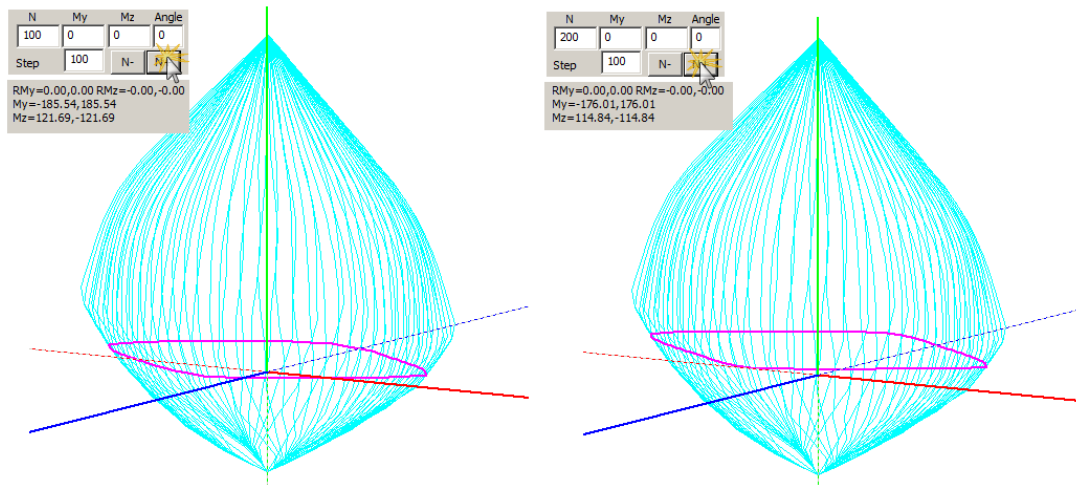 N My Mz Angle
100 0 0 0
Step 100 N-
RMy=0.00,0.00 RMz=-0.00,-0.00
My=-185.54,185.54
Mz=121.69,-121.69
N My Mz Angle
200 0 0 0
Step 100 N-
RMy=0.00,0.00 RMz=-0.00,-0.00
My=-176.01,176.01
Mz=114.84,-114.84